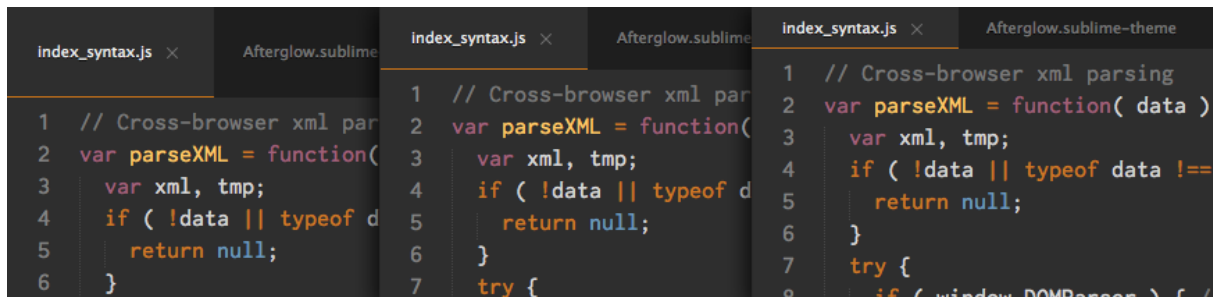 index_syntax.js ×
Afterglow.sublime-
1 // Cross-browser xml par
2 var parseXML = function(
3 var xml, tmp;
4 if ( !data || typeof d
5 return null;
6 }
index_syntax.js ×
Afterglow.sublime
1 // Cross-browser xml par
2 var parseXML = function(
3 var xml, tmp;
4 if ( !data || typeof d
5 return null;
6 }
7 try {
index_syntax.js ×
Afterglow.sublime-theme
1 // Cross-browser xml parsing
2 var parseXML = function( data )
3 var xml, tmp;
4 if ( !data || typeof data !==
5 return null;
6 }
7 try {
8 if ( window.DOMParser ) { /